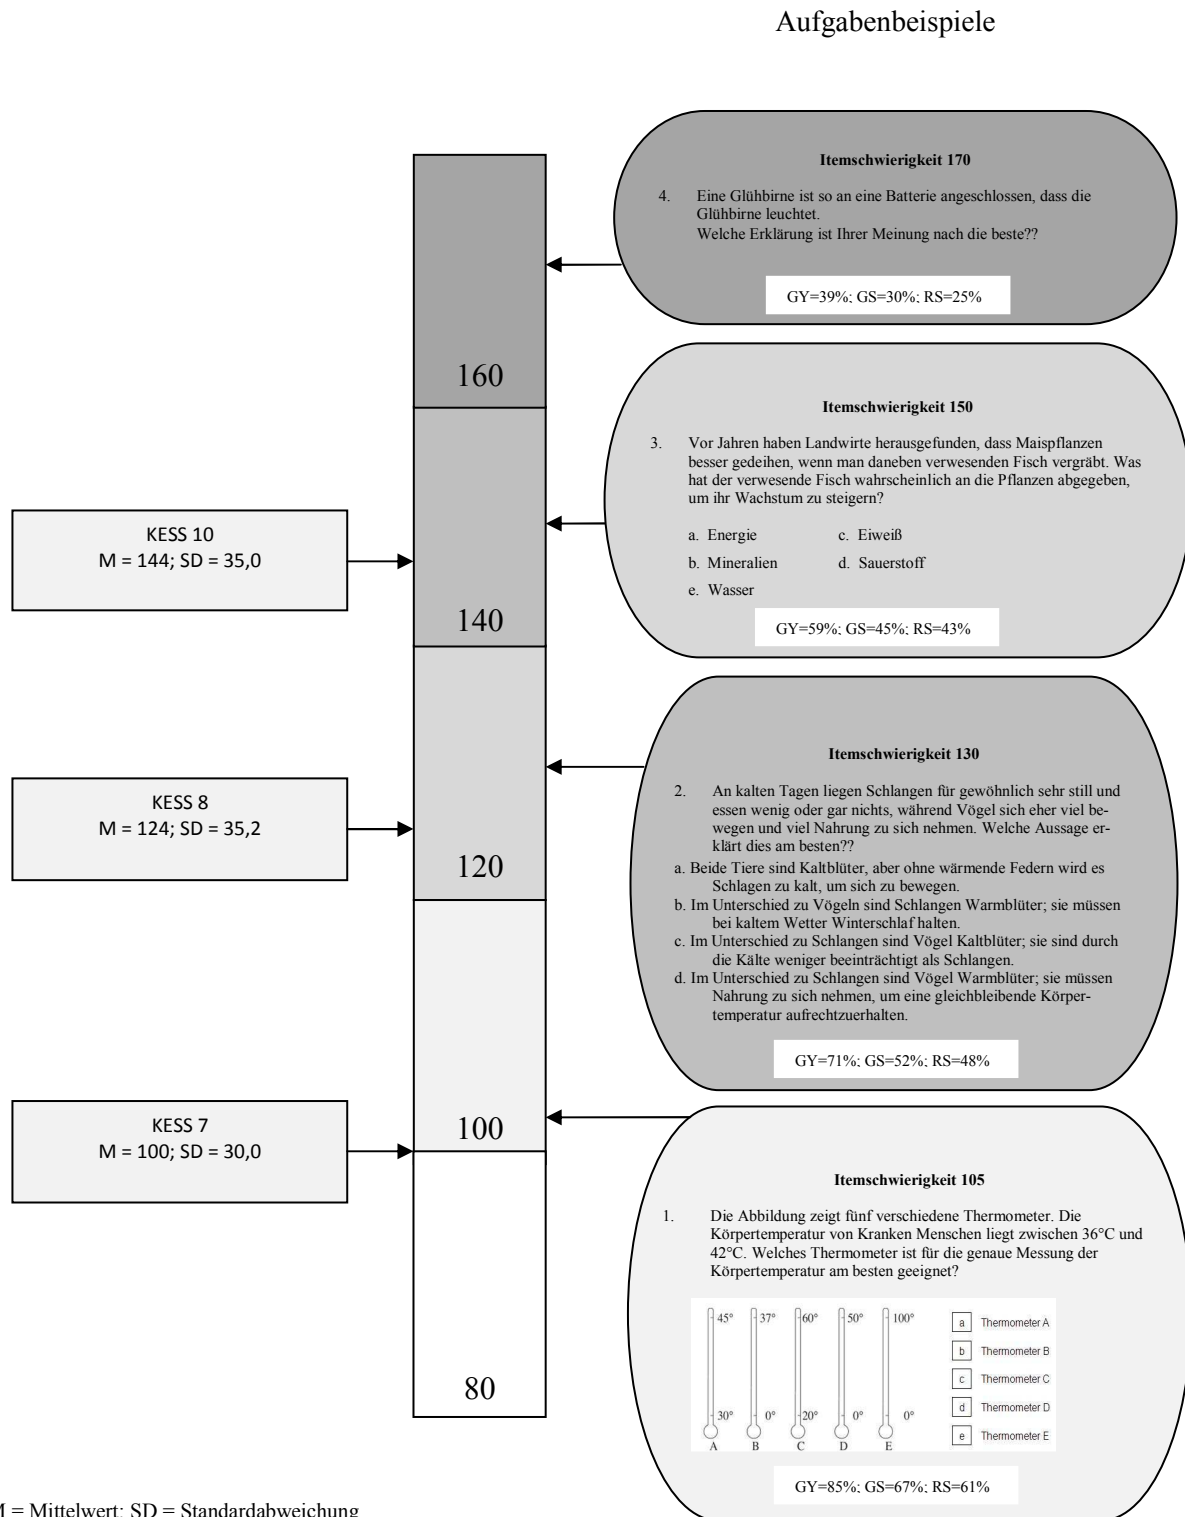 Aufgabenbeispiele
Itemschwierigkeit 170
4. Eine Glühbirne ist so an eine Batterie angeschlossen, dass die
Glühbirne leuchtet.
Welche Erklärung ist Ihrer Meinung nach die beste??
GY=39%; GS=30%; RS=25%
160
Itemschwierigkeit 150
3. Vor Jahren haben Landwirte herausgefunden, dass Maispflanzen
besser gedeihen, wenn man daneben verwesenden Fisch vergräbt. Was
hat der verwesende Fisch wahrscheinlich an die Pflanzen abgegeben,
um ihr Wachstum zu steigern?
a. Energie c. Eiweiß
b. Mineralien d. Sauerstoff
e. Wasser
GY=59%; GS=45%; RS=43%
KESS 10
M = 144; SD = 35,0
140
Itemschwierigkeit 130
2. An kalten Tagen liegen Schlangen für gewöhnlich sehr still und
essen wenig oder gar nichts, während Vögel sich eher viel be-
wegen und viel Nahrung zu sich nehmen. Welche Aussage er-
klärt dies am besten??
a. Beide Tiere sind Kaltblüter, aber ohne wärmende Federn wird es
Schlagen zu kalt, um sich zu bewegen.
b. Im Unterschied zu Vögeln sind Schlangen Warmblüter; sie müssen
bei kaltem Wetter Winterschlaf halten.
c. Im Unterschied zu Schlangen sind Vögel Kaltblüter; sie sind durch
die Kälte weniger beeinträchtigt als Schlangen.
d. Im Unterschied zu Schlangen sind Vögel Warmblüter; sie müssen
Nahrung zu sich nehmen, um eine gleichbleibende Körper-
temperatur aufrechtzuerhalten.
GY=71%; GS=52%; RS=48%
KESS 8
M = 124; SD = 35,2
120
KESS 7
M = 100; SD = 30,0
100
Itemschwierigkeit 105
1. Die Abbildung zeigt fünf verschiedene Thermometer. Die
Körpertemperatur von Kranken Menschen liegt zwischen 36°C und
42°C. Welches Thermometer ist für die genaue Messung der
Körpertemperatur am besten geeignet?
45° 37° 60° 50° 100°
30° 0° 20° 0° 0°
A B C D E
a Thermometer A
b Thermometer B
c Thermometer C
d Thermometer D
e Thermometer E
GY=85%; GS=67%; RS=61%
80
M = Mittelwert; SD = Standardabweichung